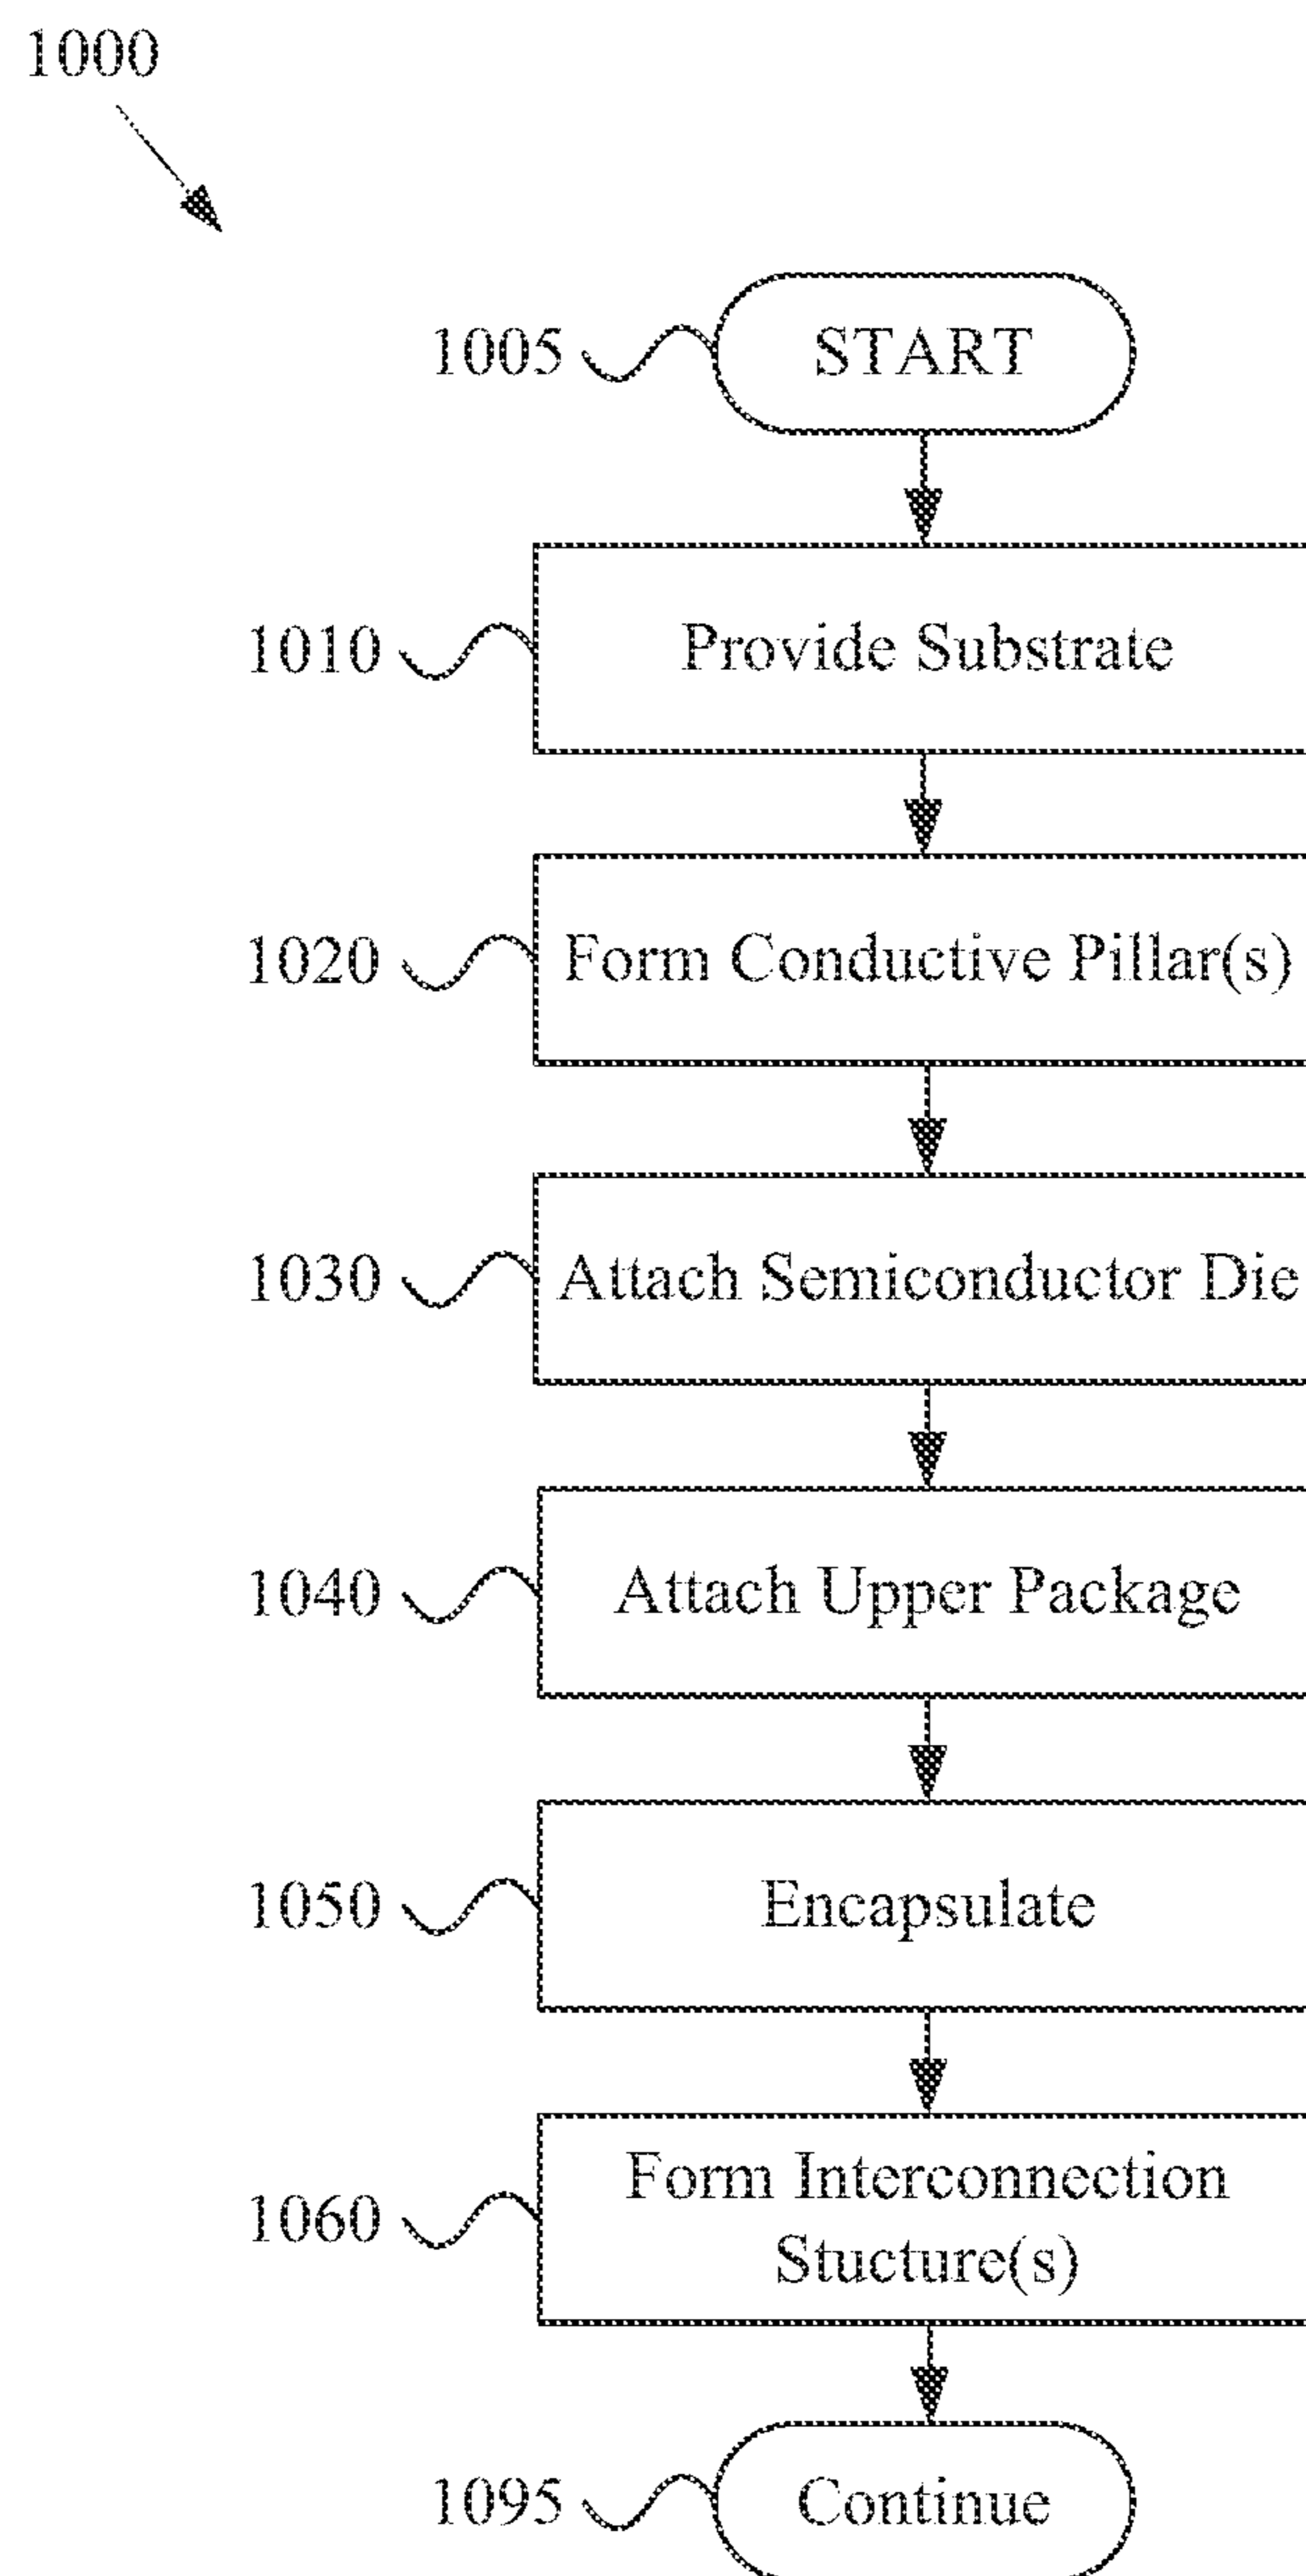 1000
1005 START
1010 Provide Substrate
1020 Form Conductive Pillar(s)
1030 Attach Semiconductor Die
1040 Attach Upper Package
1050 Encapsulate
1060 Form Interconnection
Stucture(s)
1095 Continue